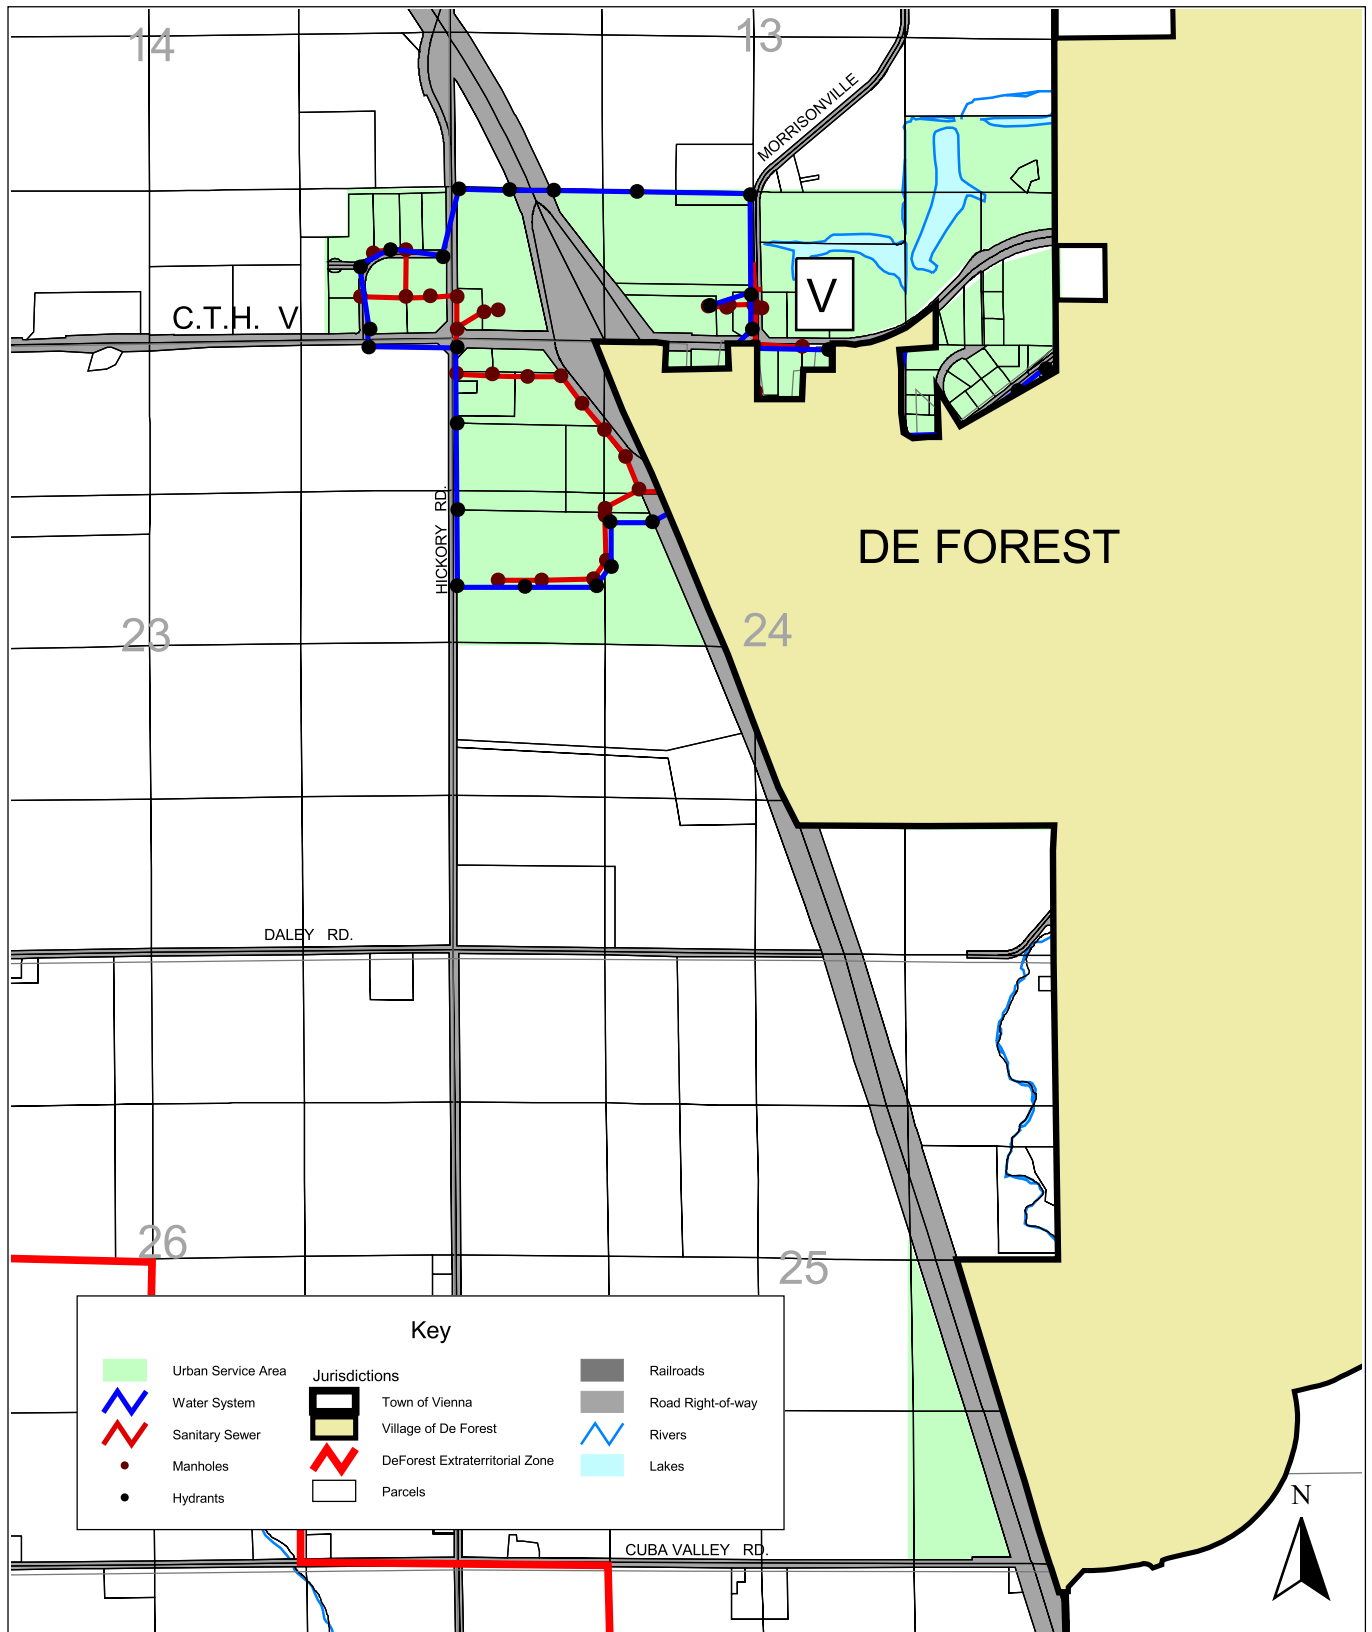 14
13
MORRISONVILLE
C.T.H. V
V
HICKORY RD.
DE FOREST
23
24
DALEY RD.
26
25
Key
Urban Service Area
Water System
Sanitary Sewer
Manholes
Hydrants
Jurisdictions
Town of Vienna
Village of De Forest
DeForest Extraterritorial Zone
Parcels
Railroads
Road Right-of-way
Rivers
Lakes
N
CUBA VALLEY RD.